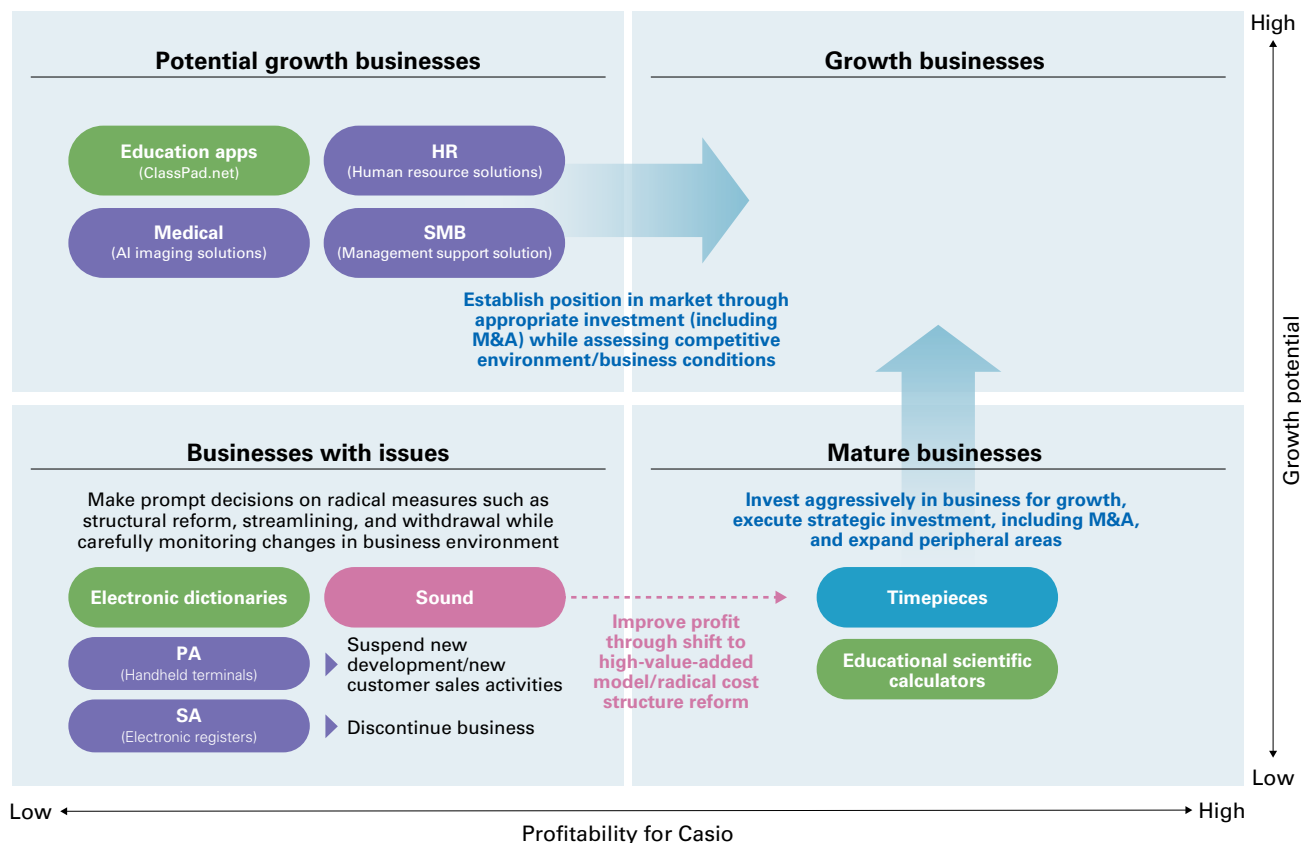 High
Potential growth businesses
Growth businesses
Education apps
(ClassPad.net)
HR
(Human resource solutions)
Medical
(AI imaging solutions)
SMB
(Management support solution)
Establish position in market through
appropriate investment (including
M&A) while assessing competitive
environment/business conditions
Growth potential
Businesses with issues
Make prompt decisions on radical measures such as
structural reform, streamlining, and withdrawal while
carefully monitoring changes in business environment
Electronic dictionaries
Sound
PA
(Handheld terminals)
Suspend new
development/new
customer sales activities
SA
(Electronic registers)
Discontinue business
Improve profit
through shift to
high-value-added
model/radical cost
structure reform
Mature businesses
Invest aggressively in business for growth,
execute strategic investment, including M&A,
and expand peripheral areas
Timepieces
Educational scientific
calculators
Low
Low
High
Profitability for Casio